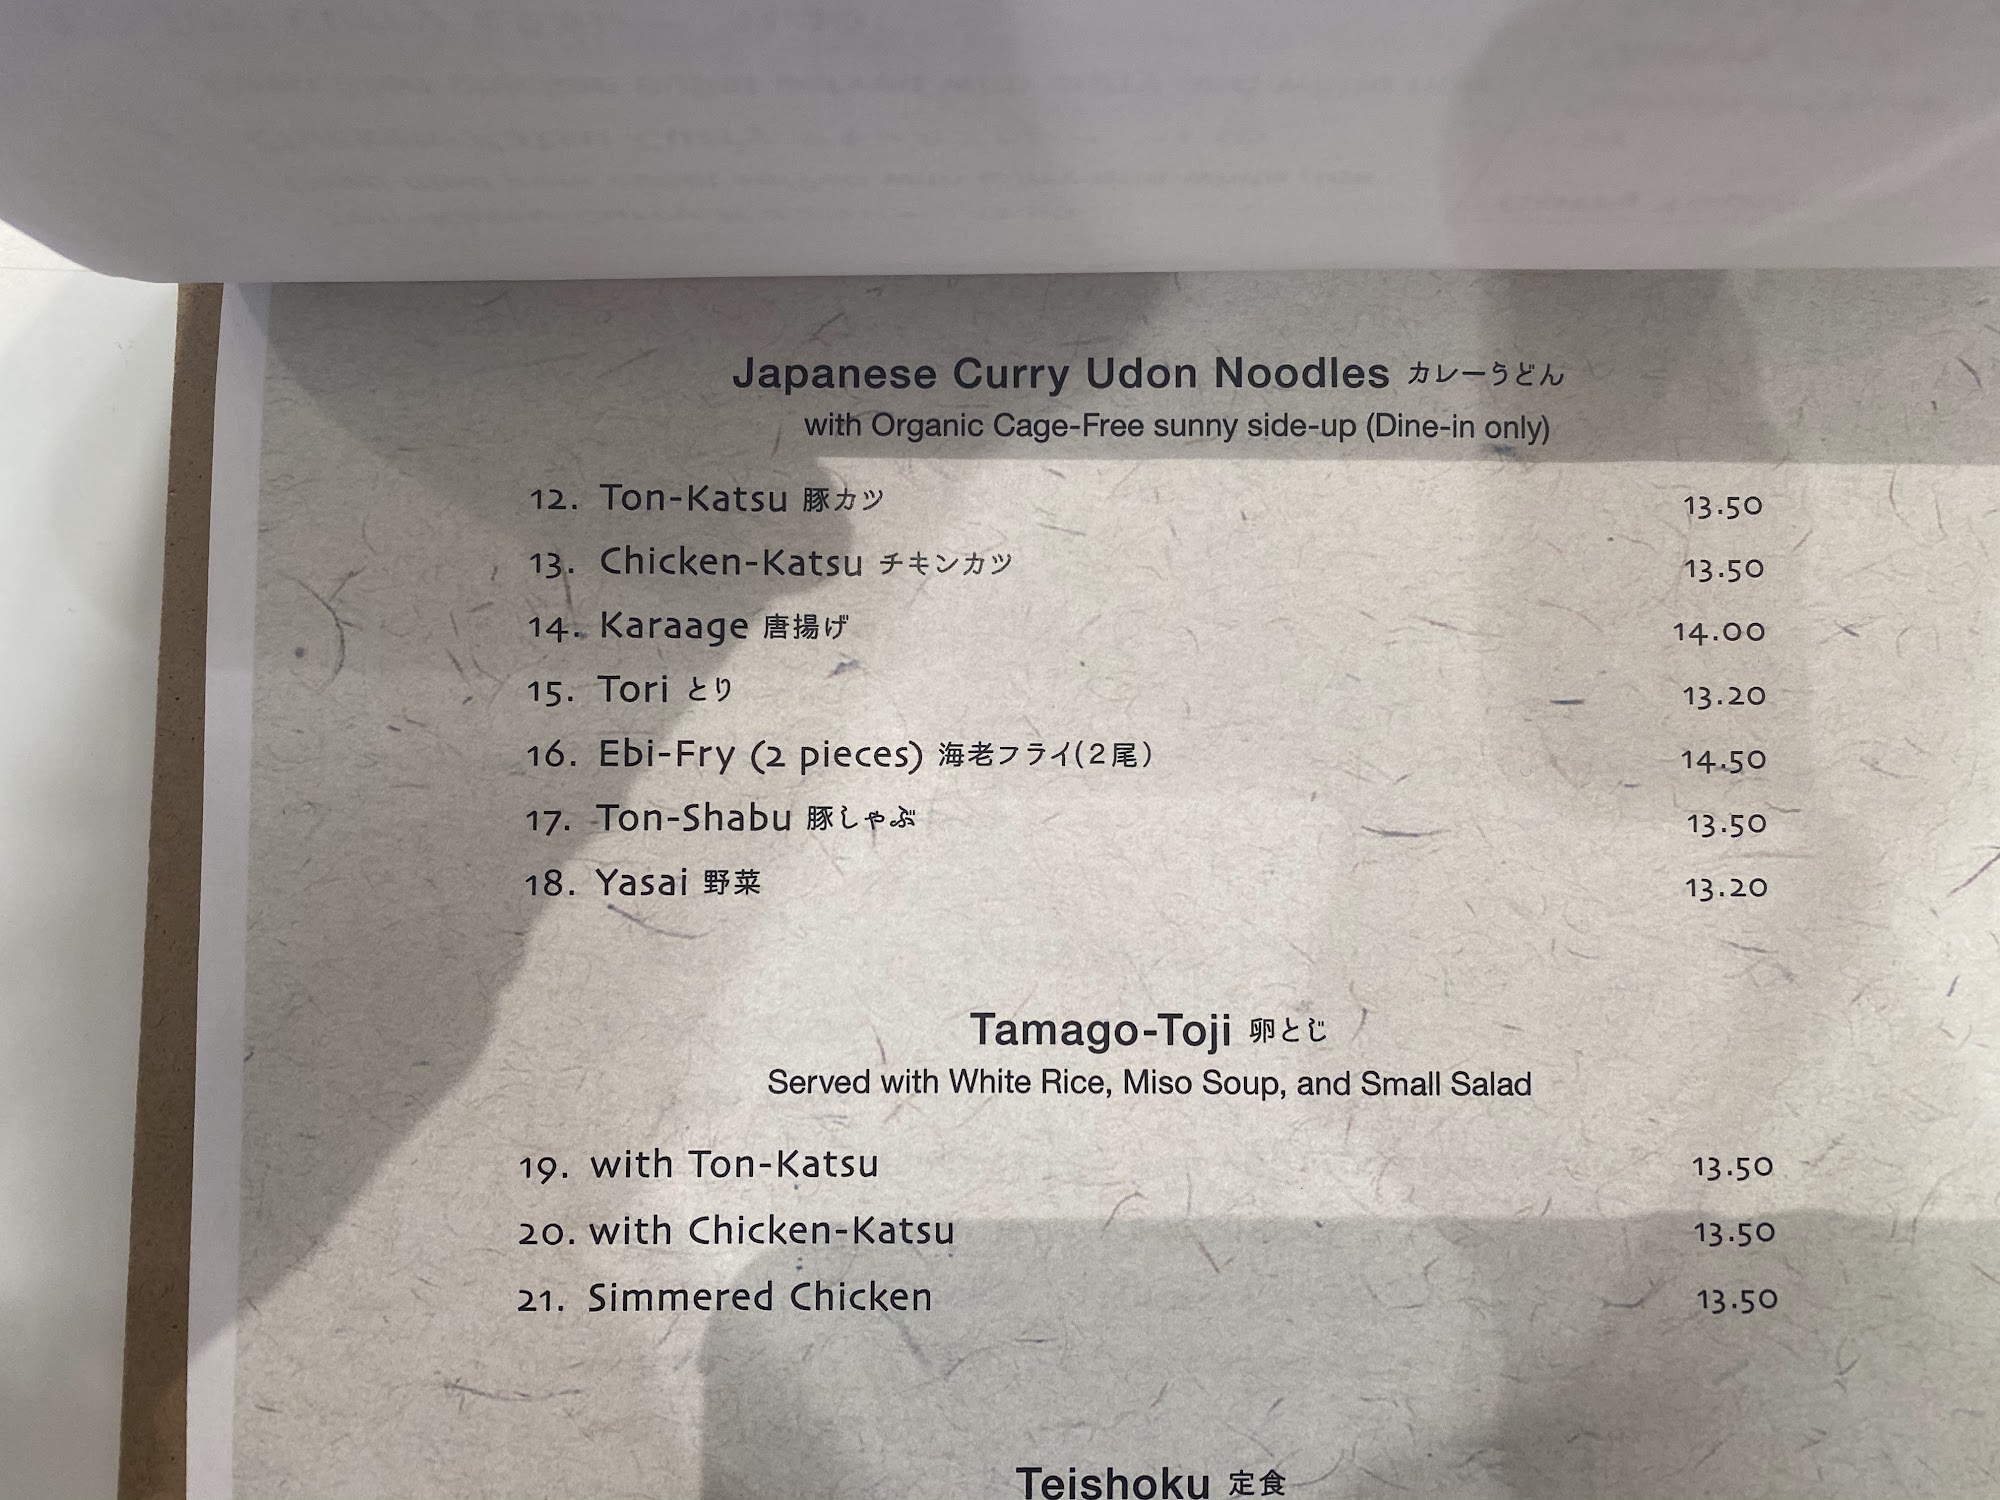 Japanese Curry Udon Noodles カレーうどん
with Organic Cage-Free sunny side-up (Dine-in only)
12. Ton-Katsu 豚カツ 13.50
13. Chicken-Katsu チキンカツ 13.50
14. Karaage 唐揚げ 14.00
15. Tori とり 13.20
16. Ebi-Fry (2 pieces) 海老フライ(2尾) 14.50
17. Ton-Shabu 豚しゃぶ 13.50
18. Yasai 野菜 13.20
Tamago-Toji 卵とじ
Served with White Rice, Miso Soup, and Small Salad
19. with Ton-Katsu 13.50
20. with Chicken-Katsu 13.50
21. Simmered Chicken 13.50
Teishoku 定食